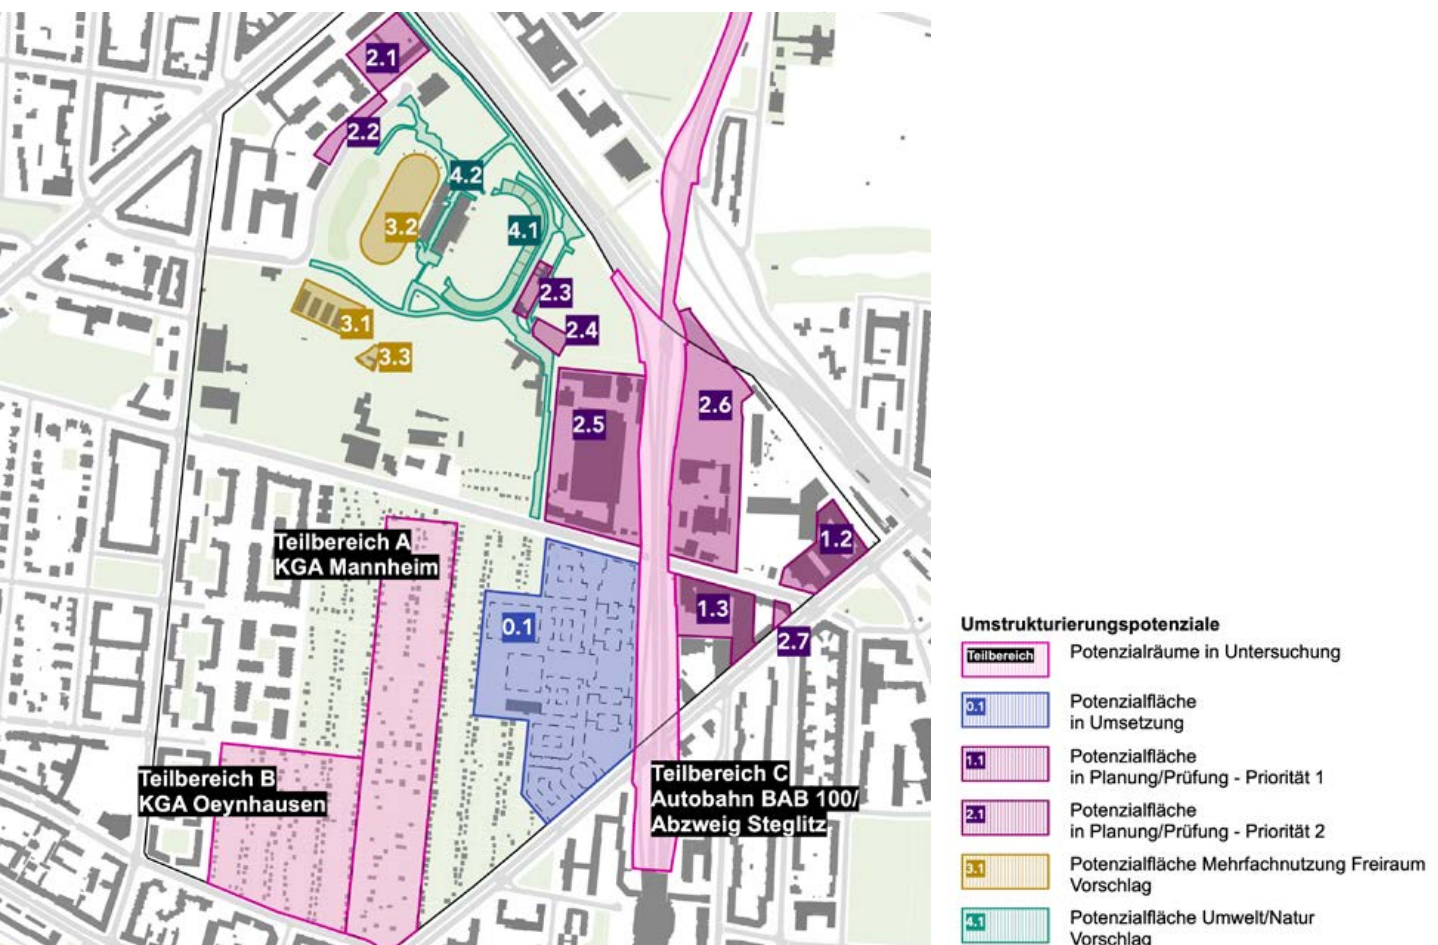 2.1
2.2
4.2
3.2
4.1
2.3
3.1
2.4
3.3
2.6
2.5
1.2
Teilbereich A
KGA Mannheim
0.1
1.3
2.7
Teilbereich B
KGA Oeynhausen
Teilbereich C
Autobahn BAB 100/
Abzweig Steglitz
Umstrukturierungspotenziale
Teilbereich
Potenzialräume in Untersuchung
0.1
Potenzialfläche
in Umsetzung
1.1
Potenzialfläche
in Planung/Prüfung - Priorität 1
2.1
Potenzialfläche
in Planung/Prüfung - Priorität 2
3.1
Potenzialfläche Mehrfachnutzung Freiraum
Vorschlag
4.1
Potenzialfläche Umwelt/Natur
Vorschlag